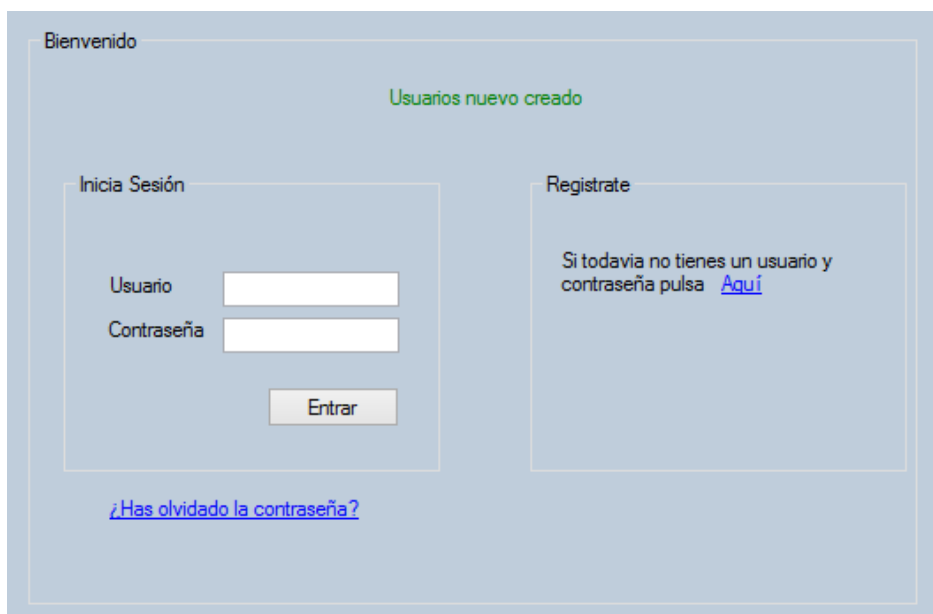 Bienvenido
Usuarios nuevo creado
Inicia Sesión
Usuario
Contraseña
Entrar
¿Has olvidado la contraseña?
Registrate
Si todavia no tienes un usuario y
contraseña pulsa Aquí